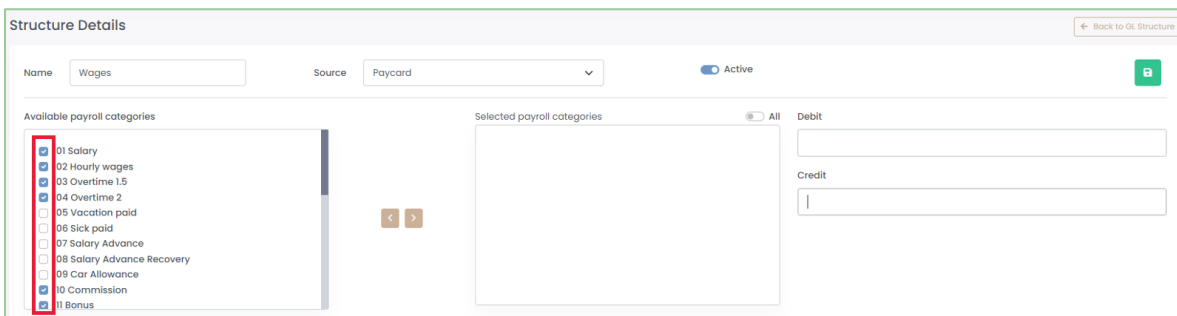 Structure Details
← Back to GL Structure
Name
Wages
Source
Paycard
Active
Available payroll categories
01 Salary
02 Hourly wages
03 Overtime 1.5
04 Overtime 2
05 Vacation paid
06 Sick paid
07 Salary Advance
08 Salary Advance Recovery
09 Car Allowance
10 Commission
11 Bonus
Selected payroll categories
All
Debit
Credit